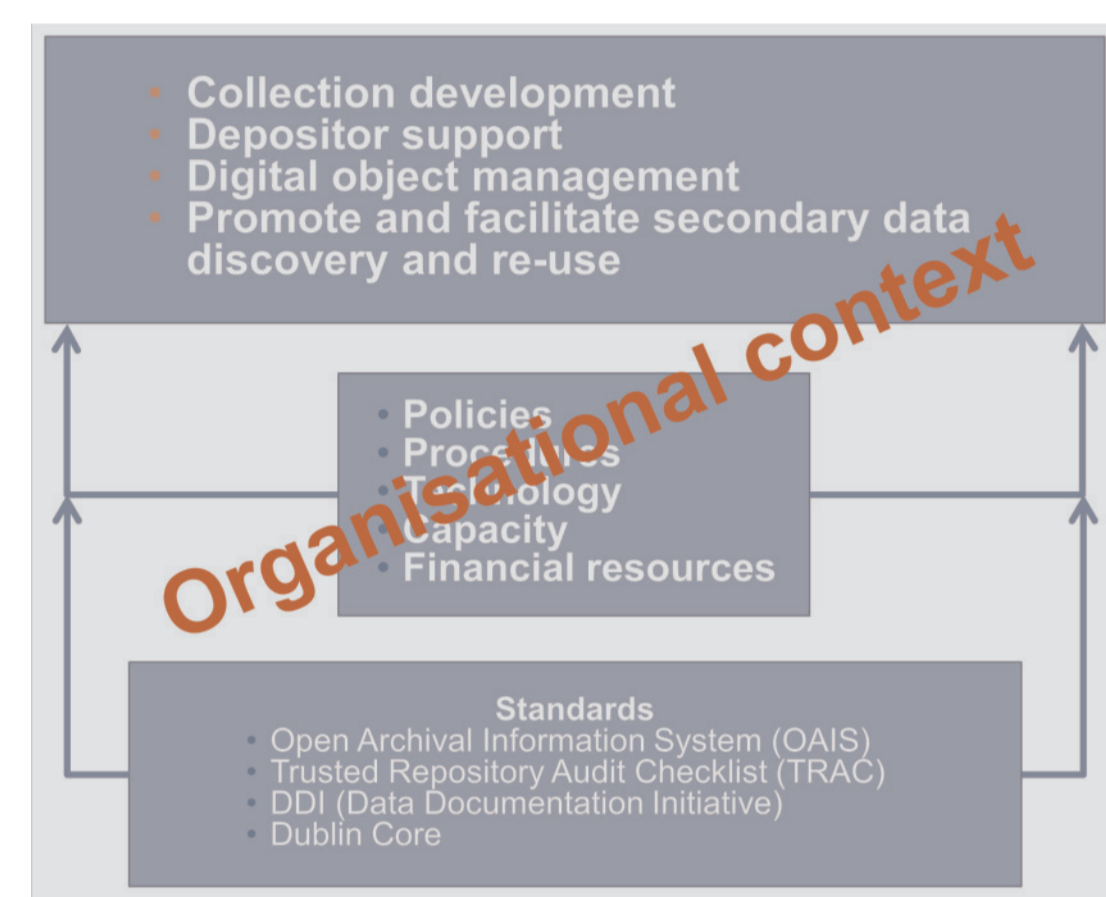 • Collection development
• Depositor support
• Digital object management
• Promote and facilitate secondary data
discovery and re-use
Organisational context
• Policies
• Procedures
• Technology
• Capacity
• Financial resources
Standards
• Open Archival Information System (OAIS)
• Trusted Repository Audit Checklist (TRAC)
• DDI (Data Documentation Initiative)
• Dublin Core